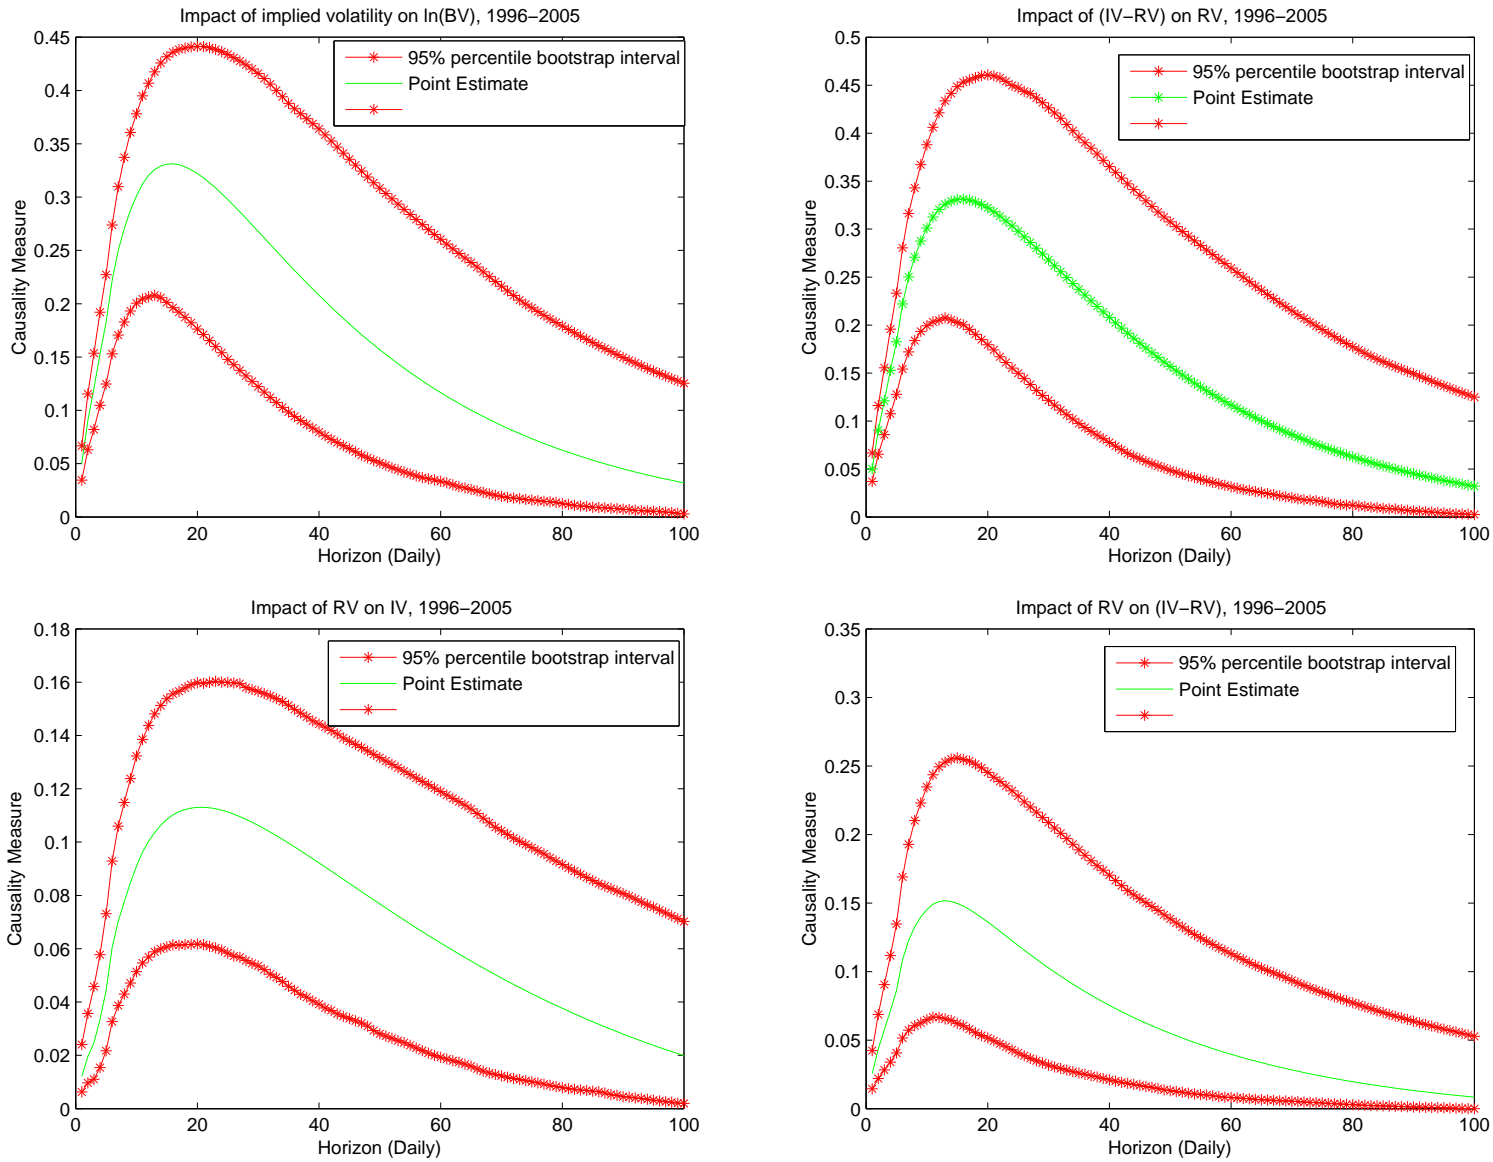 Impact of implied volatility on ln(BV), 1996−2005
0.45
0.4
0.35
0.3
0.25
0.2
0.15
0.1
0.05
0
Causality Measure
95% percentile bootstrap interval
Point Estimate
0 20 40 60 80 100
Horizon (Daily)
Impact of (IV−RV) on RV, 1996−2005
0.5
0.45
0.4
0.35
0.3
0.25
0.2
0.15
0.1
0.05
0
Causality Measure
95% percentile bootstrap interval
Point Estimate
0 20 40 60 80 100
Horizon (Daily)
Impact of RV on IV, 1996−2005
0.18
0.16
0.14
0.12
0.1
0.08
0.06
0.04
0.02
0
Causality Measure
95% percentile bootstrap interval
Point Estimate
0 20 40 60 80 100
Horizon (Daily)
Impact of RV on (IV−RV), 1996−2005
0.35
0.3
0.25
0.2
0.15
0.1
0.05
0
Causality Measure
95% percentile bootstrap interval
Point Estimate
0 20 40 60 80 100
Horizon (Daily)